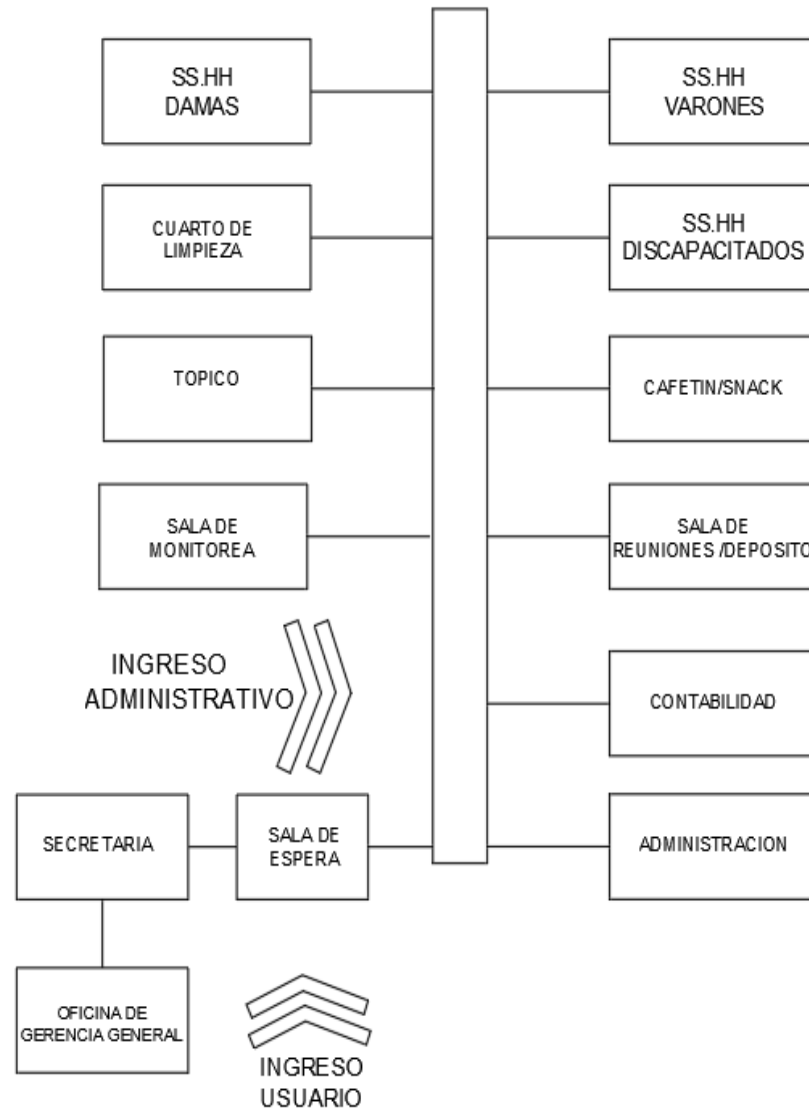 SS.HH
DAMAS
SS.HH
VARONES
CUARTO DE
LIMPIEZA
SS.HH
DISCAPACITADOS
TOPICO
CAFETIN/SNACK
SALA DE
MONITOREA
SALA DE
REUNIONES /DEPOSITO
INGRESO
ADMINISTRATIVO
CONTABILIDAD
SECRETARIA
SALA DE
ESPERA
ADMINISTRACION
OFICINA DE
GERENCIA GENERAL
INGRESO
USUARIO